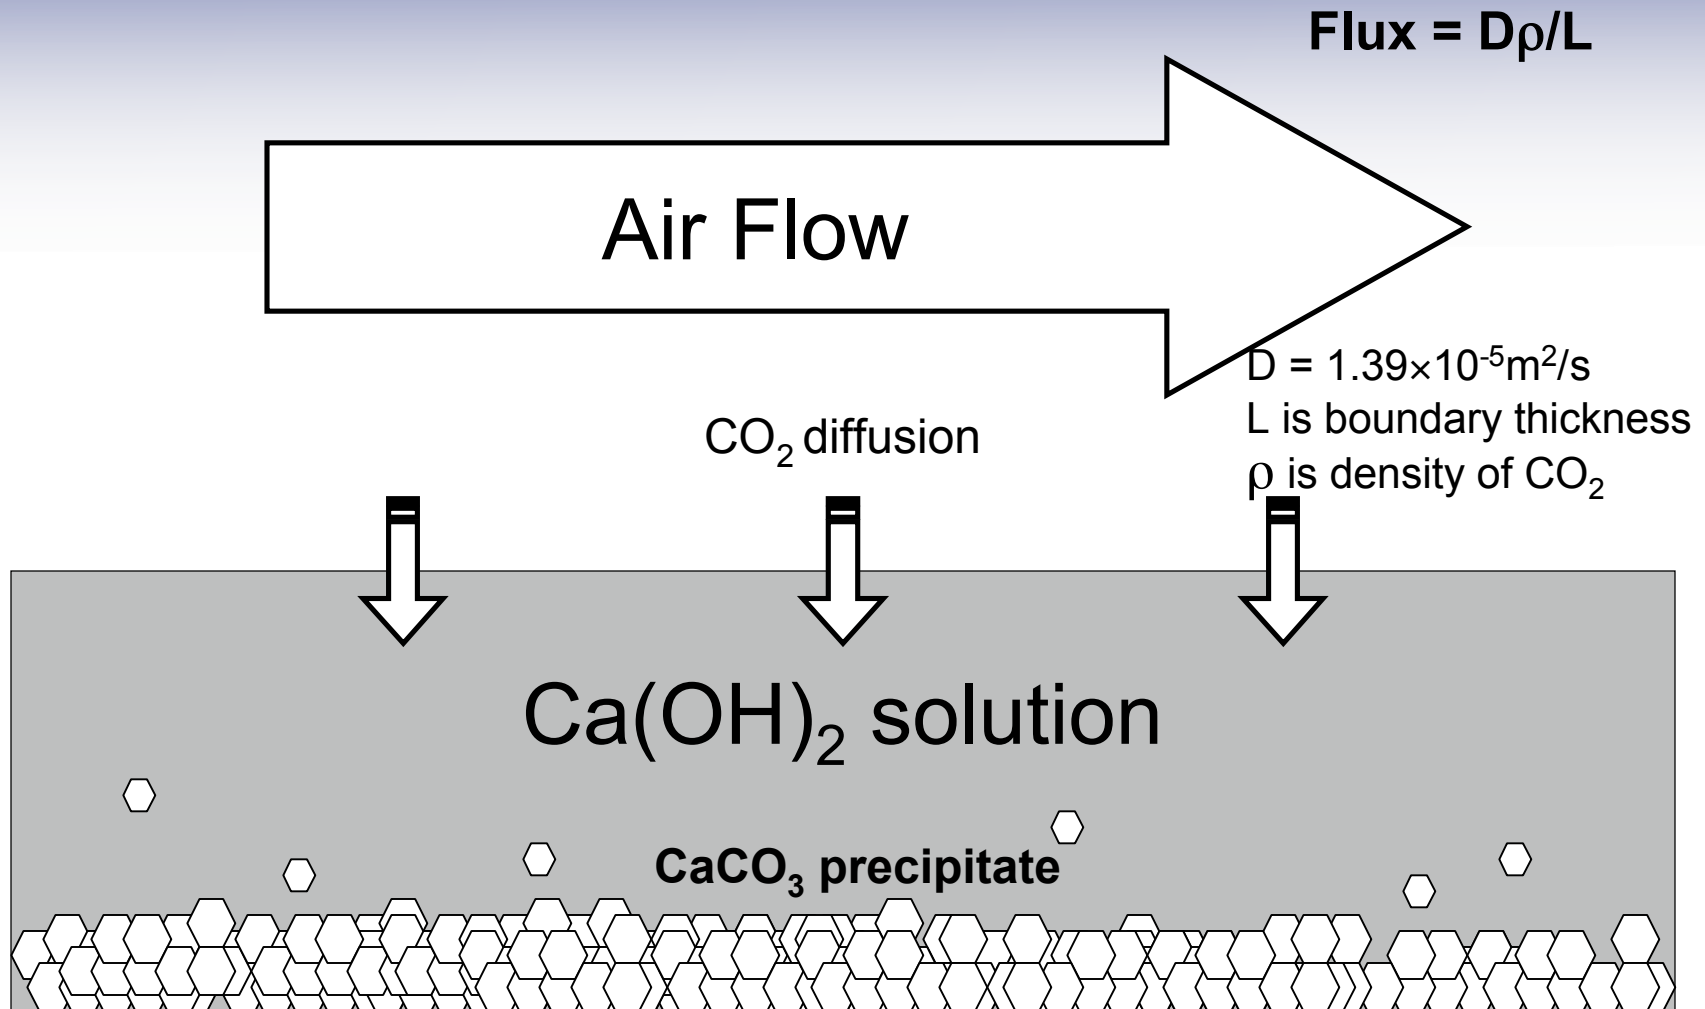 Flux = Dρ/L
Air Flow
D = 1.39×10⁻⁵m²/s
L is boundary thickness
ρ is density of CO₂
CO₂ diffusion
Ca(OH)₂ solution
CaCO₃ precipitate